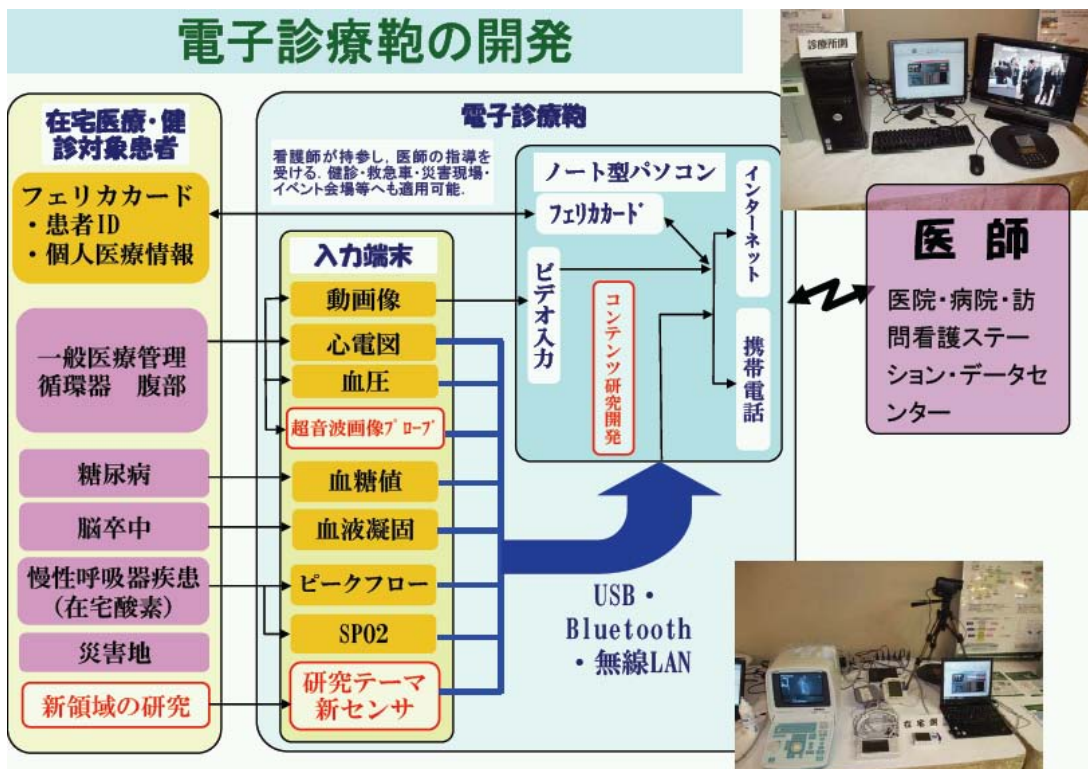 電子診療鞄の開発
診療所側
在宅医療・健
診対象患者
フェリカカード
・患者ID
・個人医療情報
一般医療管理
循環器 腹部
糖尿病
脳卒中
慢性呼吸器疾患
(在宅酸素)
災害地
新領域の研究
電子診療鞄
看護師が持参し, 医師の指導を
受ける. 健診・救急車・災害現場・
イベント会場等へも適用可能.
入力端末
動画像
心電図
血圧
超音波画像ﾌﾟﾛｰﾌﾞ
血糖値
血液凝固
ピークフロー
SPO2
研究テーマ
新センサ
ノート型パソコン
ﾌｪﾘｶｶｰﾄﾞ
ビデオ入力
コンテンツ研究開発
インターネット
携帯電話
USB・
Bluetooth
・無線LAN
医 師
医院・病院・訪
問看護ステー
ション・データセ
ンター
在宅側